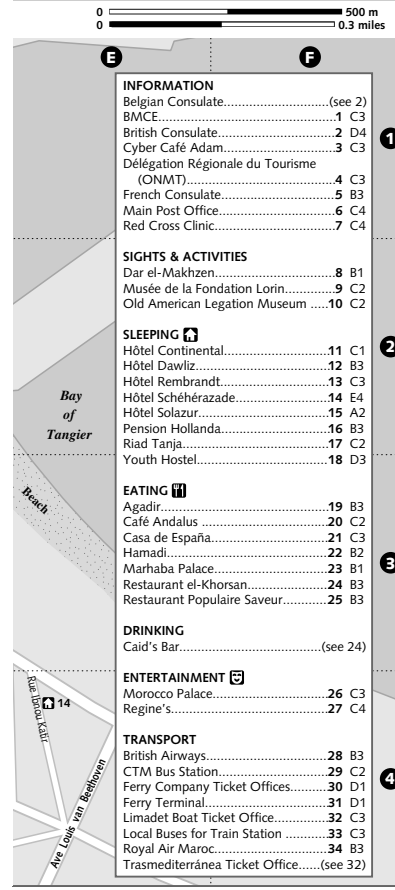 0 500 m
0 0.3 miles
E F
INFORMATION
Belgian Consulate.........................(see 2)
BMCE..........................................1 C3
British Consulate.............................2 D4
Cyber Café Adam............................3 C3
Délégation Régionale du Tourisme
(ONMT)......................................4 C3
French Consulate.............................5 B3
Main Post Office.............................6 C4
Red Cross Clinic..............................7 C4
1
SIGHTS & ACTIVITIES
Dar el-Makhzen...............................8 B1
Musée de la Fondation Lorin..............9 C2
Old American Legation Museum .....10 C2
SLEEPING
Hôtel Continental...........................11 C1
Hôtel Dawliz.................................12 B3
Hôtel Rembrandt...........................13 C3
Hôtel Schéhérazade.......................14 E4
Hôtel Solazur................................15 A2
Pension Hollanda...........................16 B3
Riad Tanja....................................17 C2
Youth Hostel.................................18 D3
2
Bay
of
Tangier
Beach
EATING
Agadir.........................................19 B3
Café Andalus ................................20 C2
Casa de España..............................21 C3
Hamadi........................................22 B2
Marhaba Palace.............................23 B1
Restaurant el-Khorsan.....................24 B3
Restaurant Populaire Saveur............25 B3
3
DRINKING
Caid's Bar..................................(see 24)
ENTERTAINMENT
Morocco Palace.............................26 C3
Regine's.......................................27 C4
TRANSPORT
British Airways...............................28 B3
CTM Bus Station............................29 C2
Ferry Company Ticket Offices..........30 D1
Ferry Terminal...............................31 D1
Limadet Boat Ticket Office..............32 C3
Local Buses for Train Station ..........33 C3
Royal Air Maroc.............................34 B3
Trasmediterránea Ticket Office.....(see 32)
4
Rue Ibnou Katir
14
Ave Louis van Beethoven